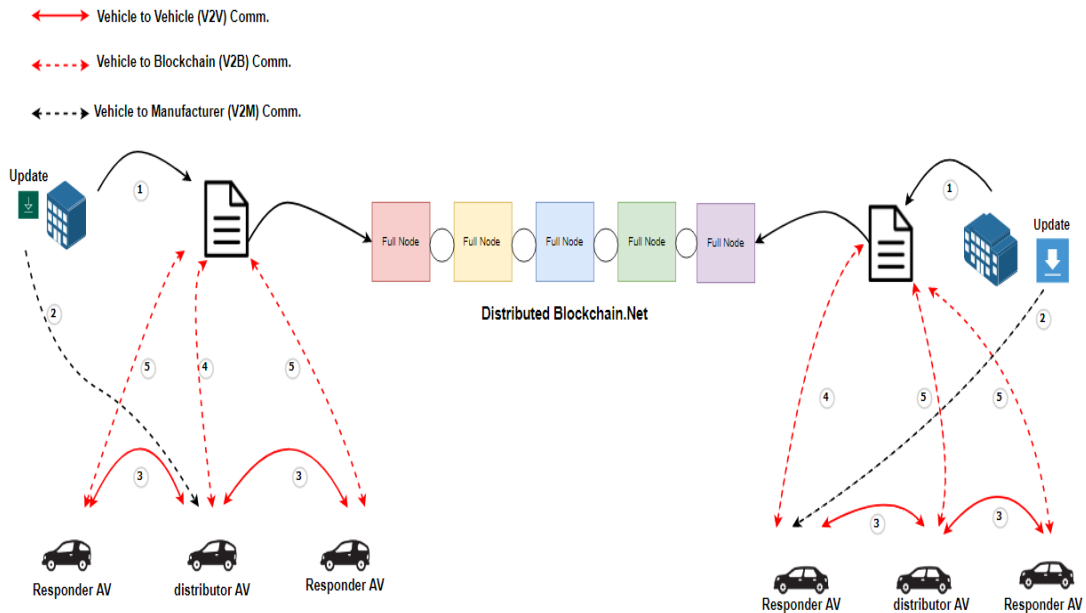 Vehicle to Vehicle (V2V) Comm.
Vehicle to Blockchain (V2B) Comm.
Vehicle to Manufacturer (V2M) Comm.
Update
1
1
Update
Full Node
Full Node
Full Node
Full Node
Full Node
Distributed Blockchain.Net
2
2
5
4
5
4
5
5
3
3
3
3
Responder AV
distributor AV
Responder AV
Responder AV
distributor AV
Responder AV